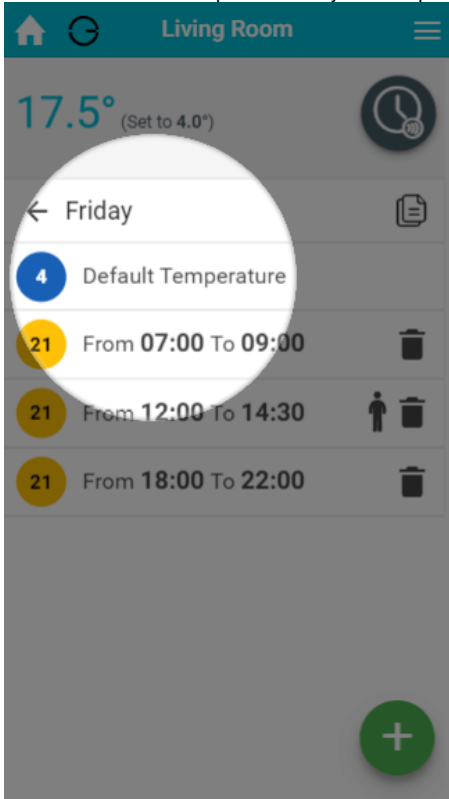 Living Room
17.5° (Set to 4.0°)
Friday
4 Default Temperature
21 From 07:00 To 09:00
21 From 12:00 To 14:30
21 From 18:00 To 22:00